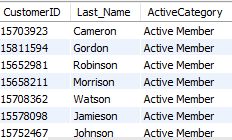 CustomerID Last_Name ActiveCategory
15703923 Cameron Active Member
15811594 Gordon Active Member
15652981 Robinson Active Member
15658211 Morrison Active Member
15708362 Watson Active Member
15578098 Jamieson Active Member
15752467 Johnson Active Member